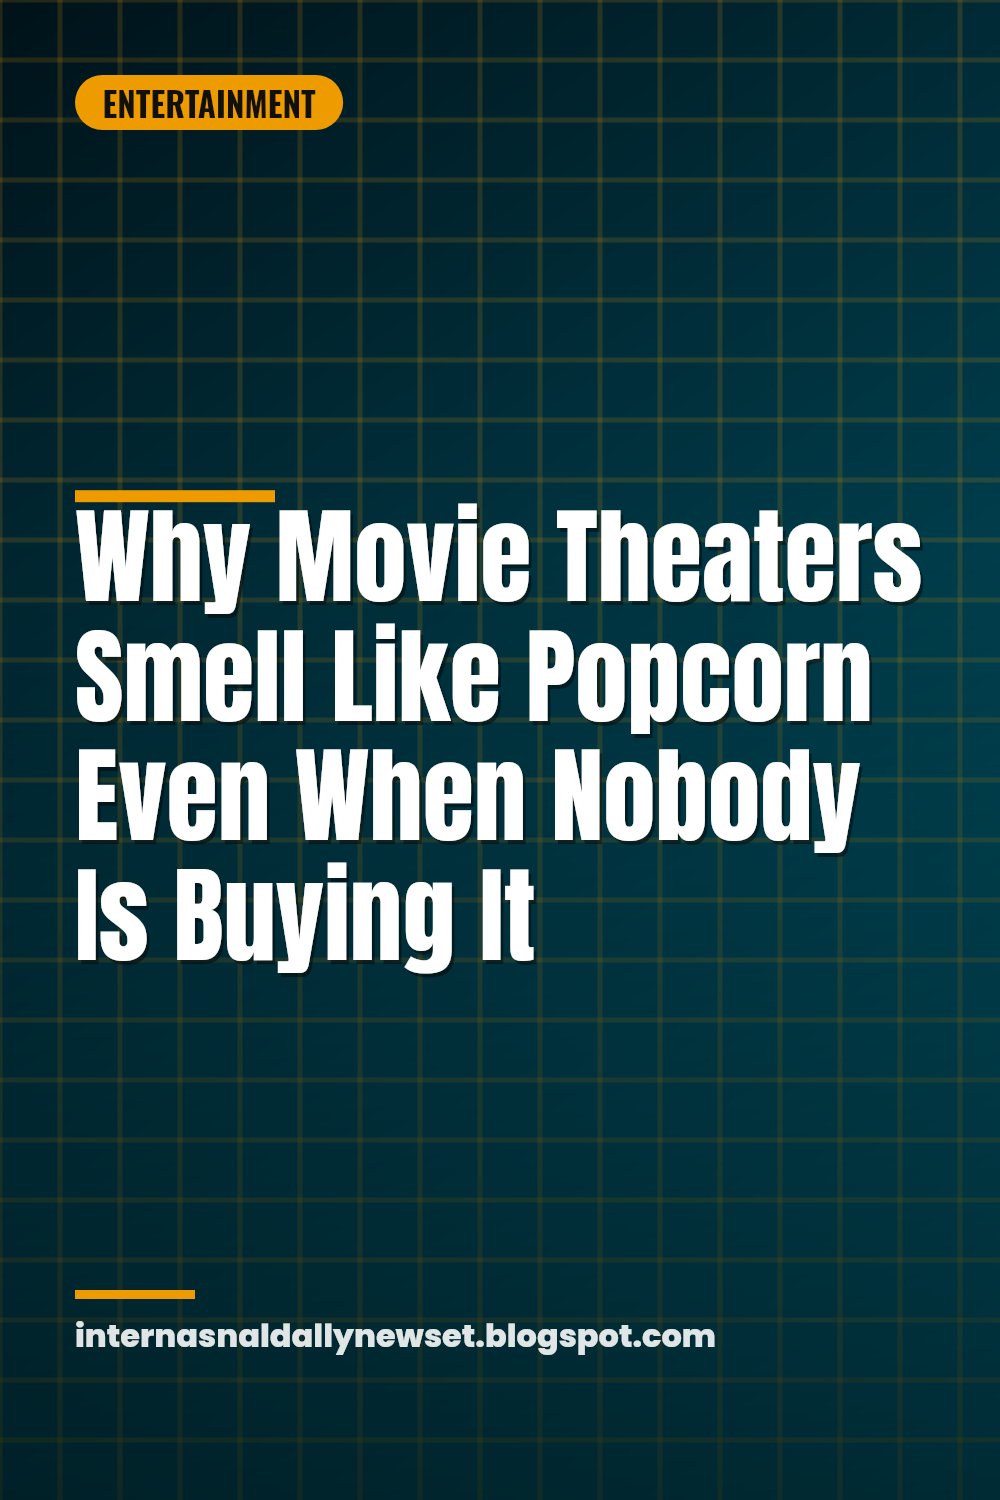 ENTERTAINMENT
Why Movie Theaters
Smell Like Popcorn
Even When Nobody
Is Buying It
internasnaldallynewset.blogspot.com